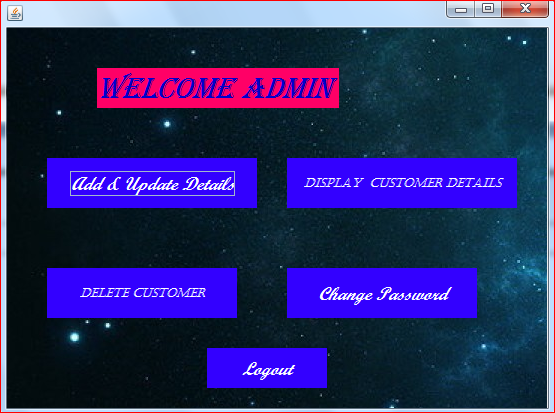 WELCOME ADMIN
Add & Update Details
DISPLAY CUSTOMER DETAILS
DELETE CUSTOMER
Change Password
Logout